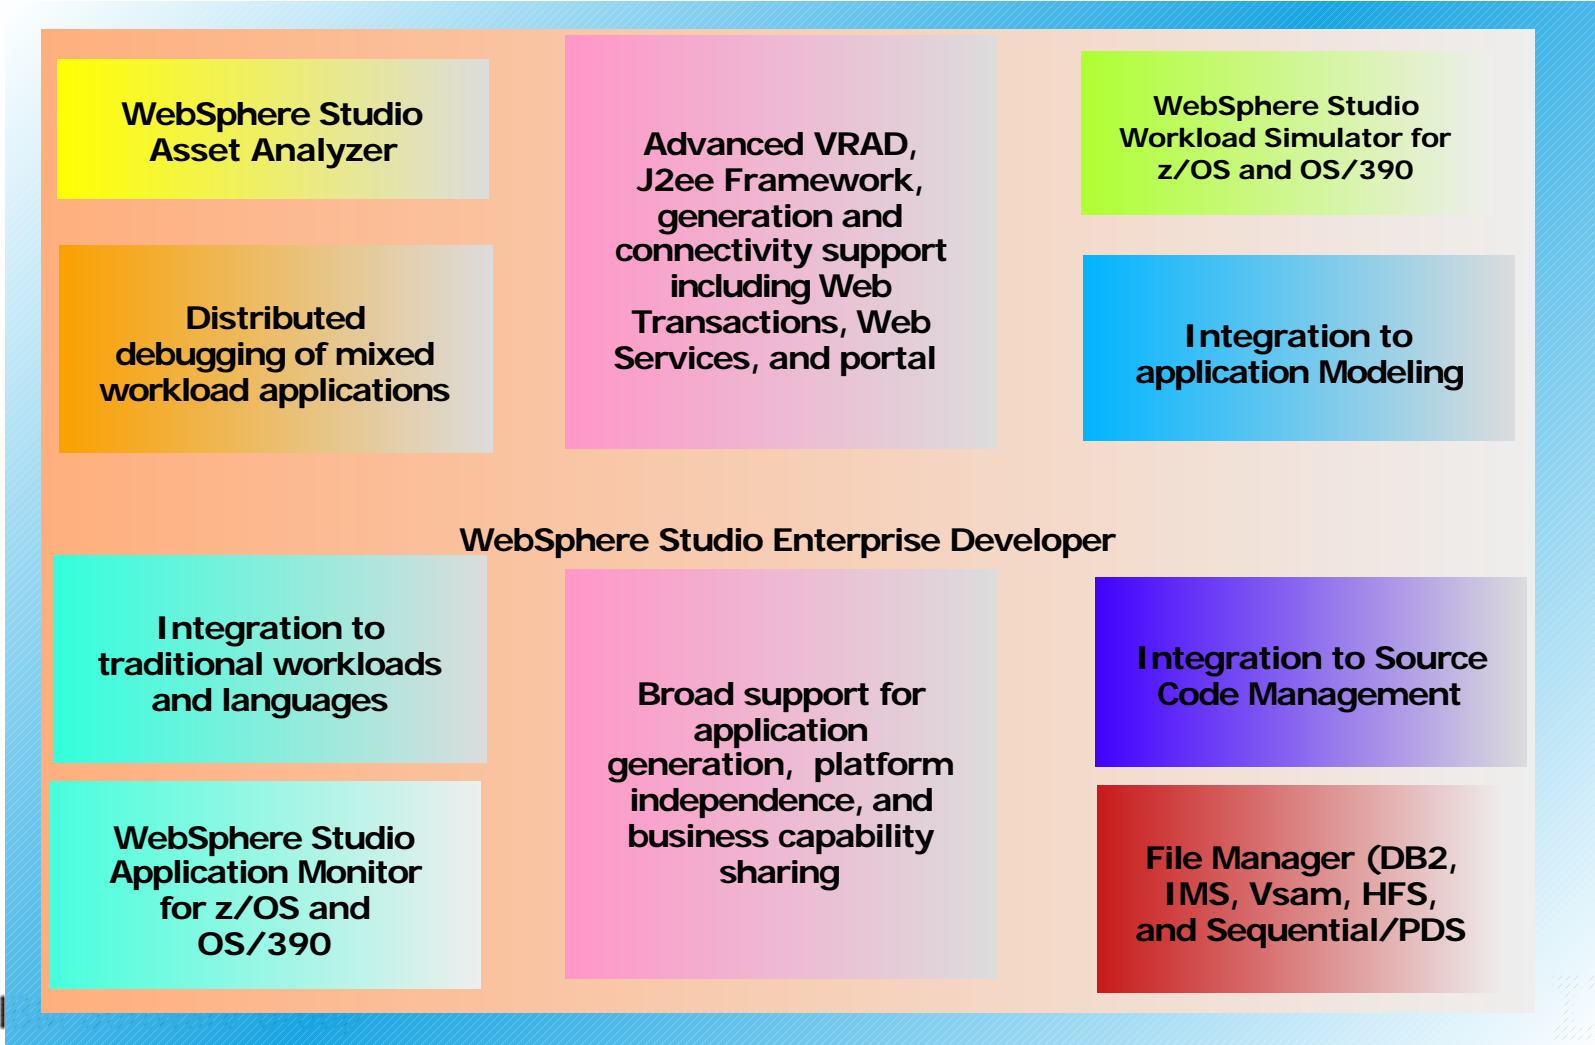 WebSphere Studio
Asset Analyzer
Advanced VRAD,
J2ee Framework,
generation and
connectivity support
including Web
Transactions, Web
Services, and portal
WebSphere Studio
Workload Simulator for
z/OS and OS/390
Distributed
debugging of mixed
workload applications
Integration to
application Modeling
WebSphere Studio Enterprise Developer
Integration to
traditional workloads
and languages
Broad support for
application
generation,  platform
independence, and
business capability
sharing
Integration to Source
Code Management
WebSphere Studio
Application Monitor
for z/OS and
OS/390
File Manager (DB2,
IMS, Vsam, HFS,
and Sequential/PDS